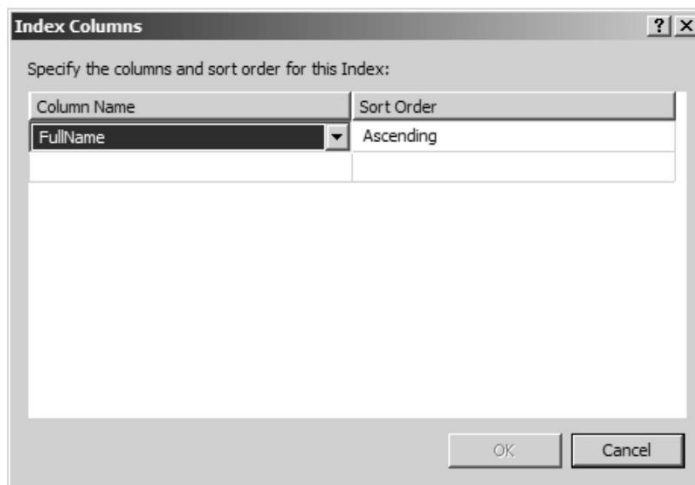 Index Columns
Specify the columns and sort order for this Index:
Column Name Sort Order
FullName Ascending
OK Cancel